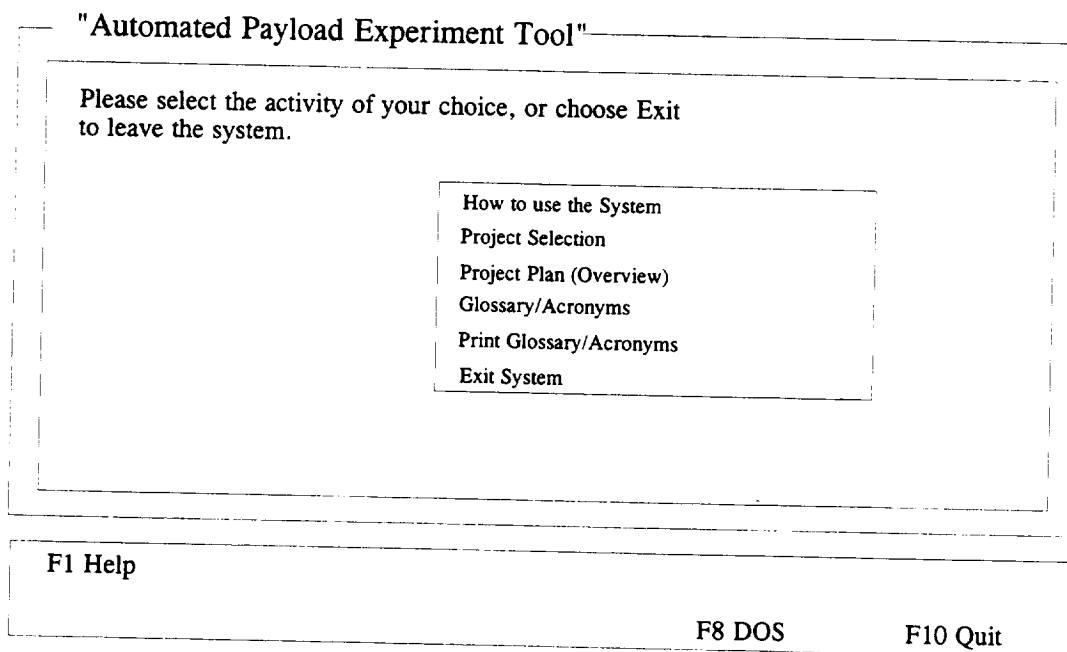 "Automated Payload Experiment Tool"
Please select the activity of your choice, or choose Exit
to leave the system.
How to use the System
Project Selection
Project Plan (Overview)
Glossary/Acronyms
Print Glossary/Acronyms
Exit System
F1 Help
F8 DOS F10 Quit